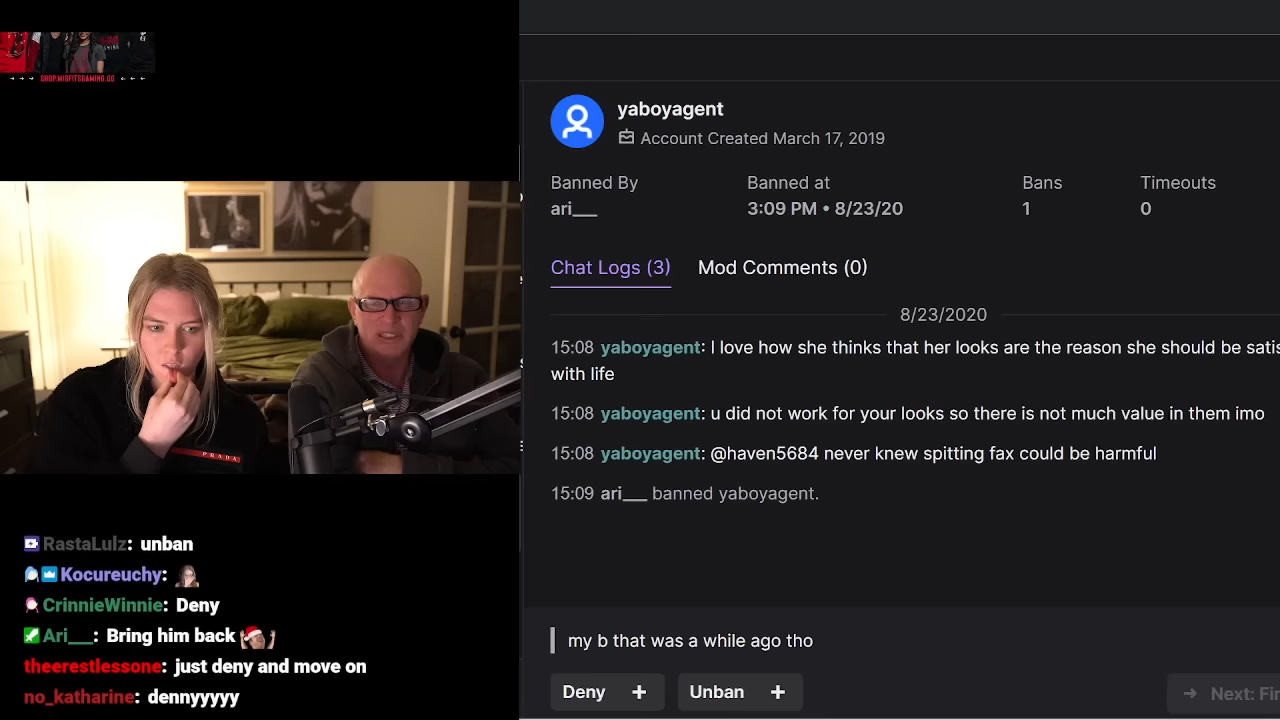 SHOP.MISFITSGAMING.GG
yaboyagent
Account Created March 17, 2019
Banned By
Banned at
Bans
Timeouts
ari___
3:09 PM • 8/23/20
1
0
Chat Logs (3)
Mod Comments (0)
8/23/2020
15:08 yaboyagent: I love how she thinks that her looks are the reason she should be satis
with life
15:08 yaboyagent: u did not work for your looks so there is not much value in them imo
15:08 yaboyagent: @haven5684 never knew spitting fax could be harmful
15:09 ari___ banned yaboyagent.
my b that was a while ago tho
Deny +
Unban +
→ Next: Fir
PRADA
RastaLulz: unban
Kocureuchy:
CrinnieWinnie: Deny
Ari___: Bring him back
theerestlessone: just deny and move on
no_katharine: dennyyyyy